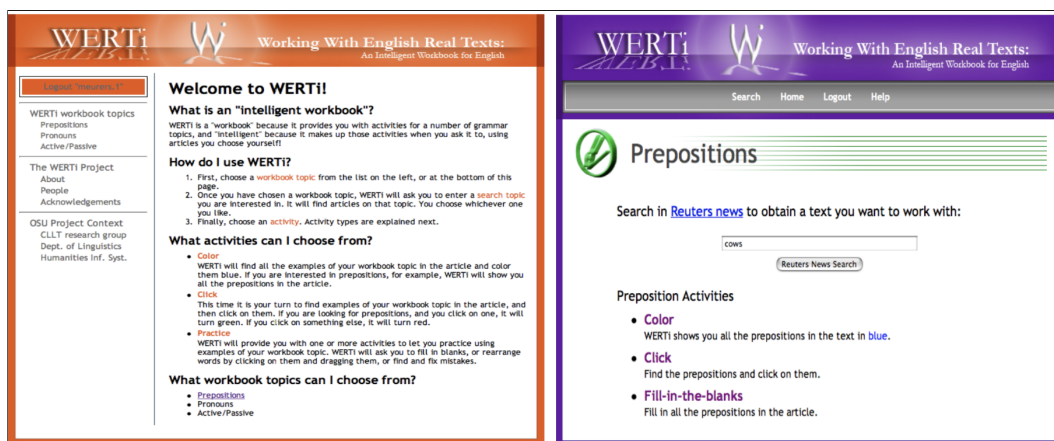 WERTi
Working With English Real Texts:
An Intelligent Workbook for English
Logout "meurers.1"
WERTi workbook topics
Prepositions
Pronouns
Active/Passive
The WERTi Project
About
People
Acknowledgements
OSU Project Context
CLLT research group
Dept. of Linguistics
Humanities Inf. Syst.
Welcome to WERTi!
What is an "intelligent workbook"?
WERTi is a "workbook" because it provides you with activities for a number of grammar
topics, and "intelligent" because it makes up those activities when you ask it to, using
articles you choose yourself!
How do I use WERTi?
1. First, choose a workbook topic from the list on the left, or at the bottom of this
page.
2. Once you have chosen a workbook topic, WERTi will ask you to enter a search topic
you are interested in. It will find articles on that topic. You choose whichever one
you like.
3. Finally, choose an activity. Activity types are explained next.
What activities can I choose from?
• Color
WERTi will find all the examples of your workbook topic in the article and color
them blue. If you are interested in prepositions, for example, WERTi will show you
all the prepositions in the article.
• Click
This time it is your turn to find examples of your workbook topic in the article, and
then click on them. If you are looking for prepositions, and you click on one, it will
turn green. If you click on something else, it will turn red.
• Practice
WERTi will provide you with one or more activities to let you practice using
examples of your workbook topic. WERTi will ask you to fill in blanks, or rearrange
words by clicking on them and dragging them, or find and fix mistakes.
What workbook topics can I choose from?
• Prepositions
• Pronouns
• Active/Passive
WERTi
Working With English Real Texts:
An Intelligent Workbook for English
Search Home Logout Help
Prepositions
Search in Reuters news to obtain a text you want to work with:
cows
Reuters News Search
Preposition Activities
• Color
WERTi shows you all the prepositions in the text in blue.
• Click
Find the prepositions and click on them.
• Fill-in-the-blanks
Fill in all the prepositions in the article.